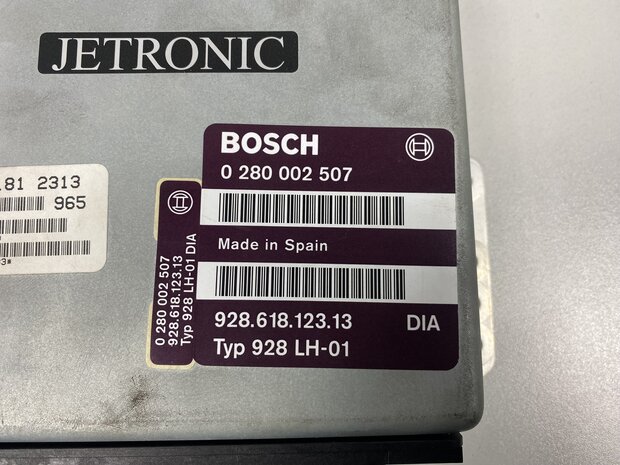 JETRONIC
81 2313
965
BOSCH
0 280 002 507
Made in Spain
928.618.123.13 DIA
Typ 928 LH-01
0 280 002 507
928.618.123.13
Typ 928 LH-01 DIA